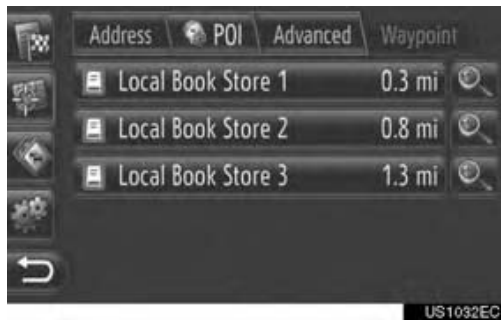 Address POI Advanced Waypoint
Local Book Store 1 0.3 mi
Local Book Store 2 0.8 mi
Local Book Store 3 1.3 mi
US1032EC